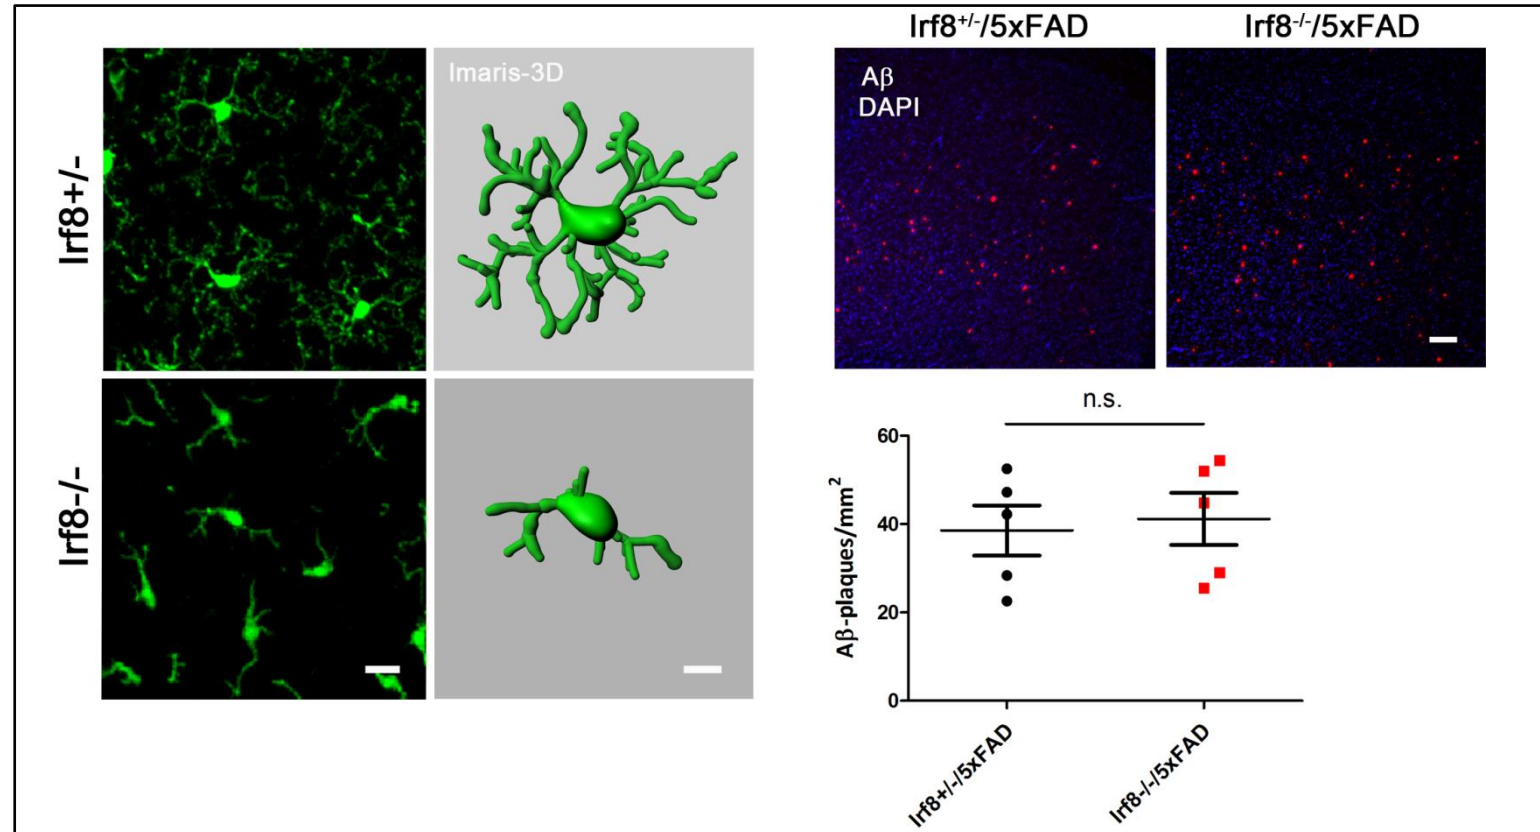 Irf8+/-
Imaris-3D
Irf8-/-
Irf8+/-/5xFAD
Irf8-/-/5xFAD
Aβ
DAPI
n.s.
Aβ-plaques/mm²
60
40
20
0
Irf8+/-/5xFAD
Irf8-/-/5xFAD